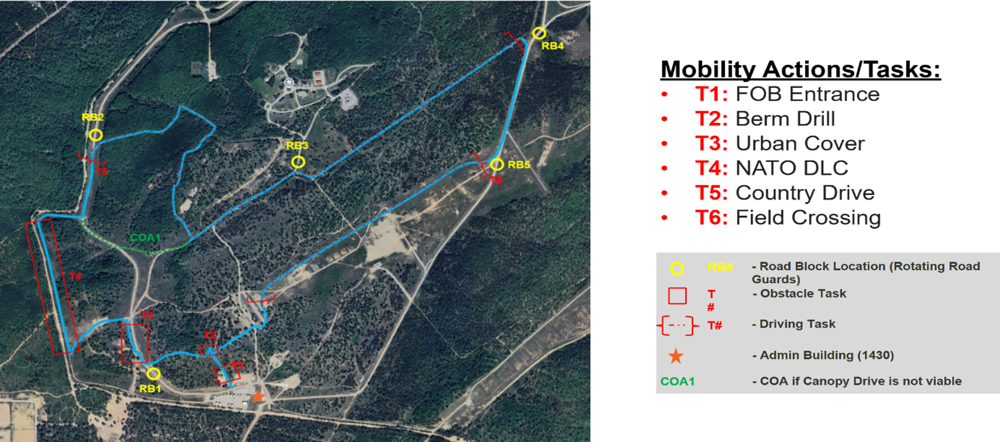 RB4
RB2
RB3
RB5
T5
T6
COA1
T4
T3
T2
T1
RB1
Mobility Actions/Tasks:
• T1: FOB Entrance
• T2: Berm Drill
• T3: Urban Cover
• T4: NATO DLC
• T5: Country Drive
• T6: Field Crossing
RB# - Road Block Location (Rotating Road
Guards)
T - Obstacle Task
#
T# - Driving Task
- Admin Building (1430)
COA1 - COA if Canopy Drive is not viable